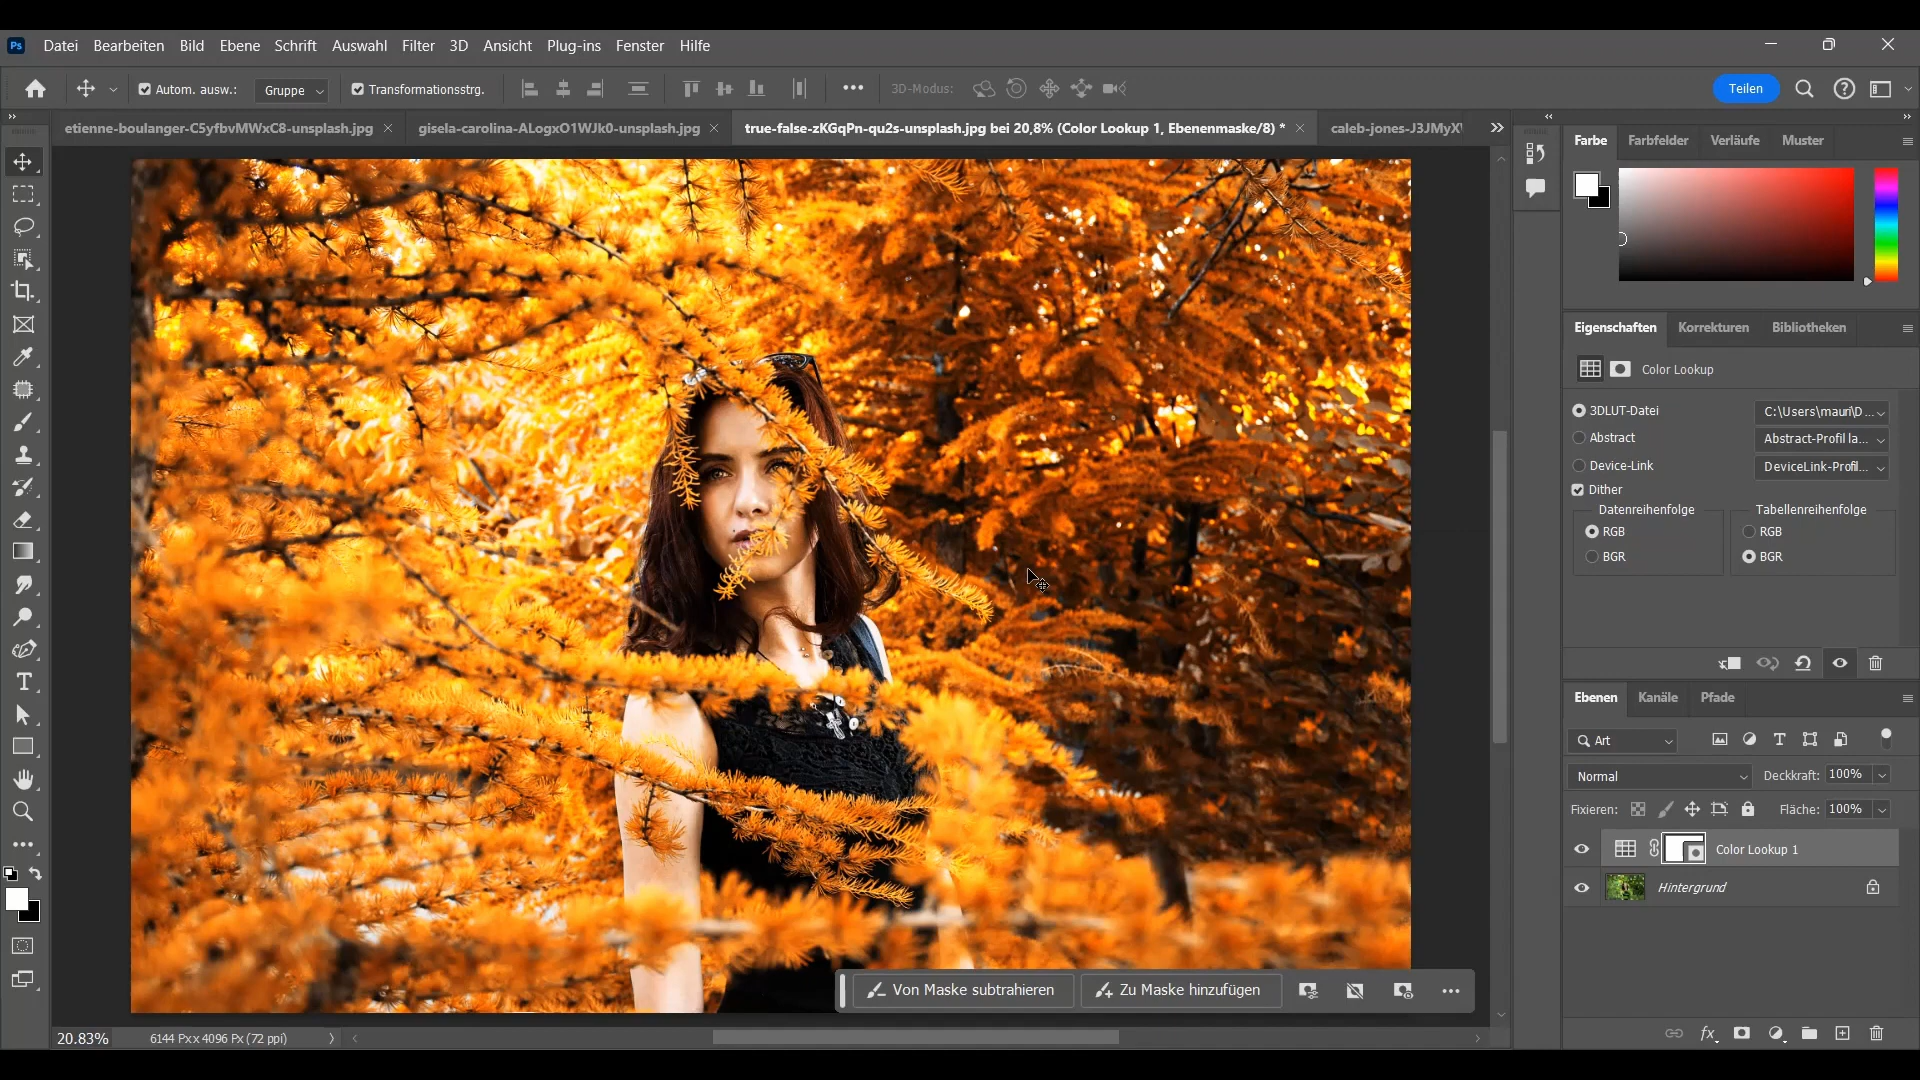 Ps Datei Bearbeiten Bild Ebene Schrift Auswahl Filter 3D Ansicht Plug-ins Fenster Hilfe
Autom. ausw.: Gruppe Transformationsstrg. 3D-Modus: Teilen
etienne-boulanger-C5yfbvMWxC8-unsplash.jpg gisela-carolina-ALogxO1WJk0-unsplash.jpg true-false-zKGqPn-qu2s-unsplash.jpg bei 20,8% (Color Lookup 1, Ebenenmaske/8) * caleb-jones-J3JMyX
Farbe Farbfelder Verläufe Muster
Eigenschaften Korrekturen Bibliotheken
Color Lookup
3DLUT-Datei C:\Users\mauri\D...
Abstract Abstract-Profil la...
Device-Link DeviceLink-Profil...
Dither
Datenreihenfolge Tabellenreihenfolge
RGB RGB
BGR BGR
Ebenen Kanäle Pfade
Art
Normal Deckkraft: 100%
Fixieren: Fläche: 100%
Color Lookup 1
Hintergrund
Von Maske subtrahieren Zu Maske hinzufügen
20.83% 6144 Px x 4096 Px (72 ppi)
fx